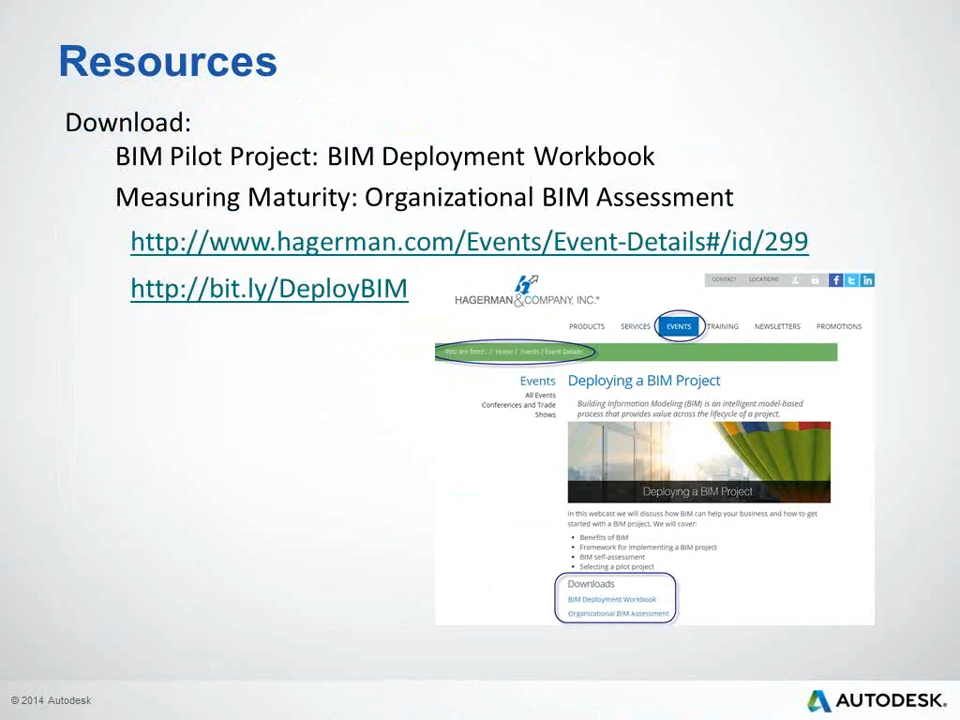 Resources
Download:
BIM Pilot Project: BIM Deployment Workbook
Measuring Maturity: Organizational BIM Assessment
http://www.hagerman.com/Events/Event-Details#/id/299
http://bit.ly/DeployBIM
CONTACT LOCATIONS
HAGERMAN & COMPANY, INC.®
PRODUCTS SERVICES EVENTS TRAINING NEWSLETTERS PROMOTIONS
You are here: / Home / Events / Event Details
Events
All Events
Conferences and Trade
Shows
Deploying a BIM Project
Building Information Modeling (BIM) is an intelligent model-based
process that provides value across the lifecycle of a project.
Deploying a BIM Project
In this webcast we will discuss how BIM can help your business and how to get
started with a BIM project. We will cover:
• Benefits of BIM
• Framework for implementing a BIM project
• BIM self-assessment
• Selecting a pilot project
Downloads
BIM Deployment Workbook
Organizational BIM Assessment
© 2014 Autodesk
AUTODESK.